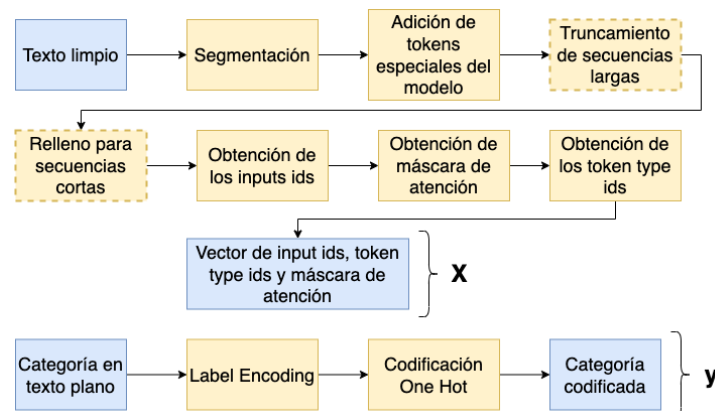 Texto limpio
Segmentación
Adición de
tokens
especiales del
modelo
Truncamiento
de secuencias
largas
Relleno para
secuencias
cortas
Obtención de
los inputs ids
Obtención de
máscara de
atención
Obtención de
los token type
ids
Vector de input ids, token
type ids y máscara de
atención
X
Categoría en
texto plano
Label Encoding
Codificación
One Hot
Categoría
codificada
y